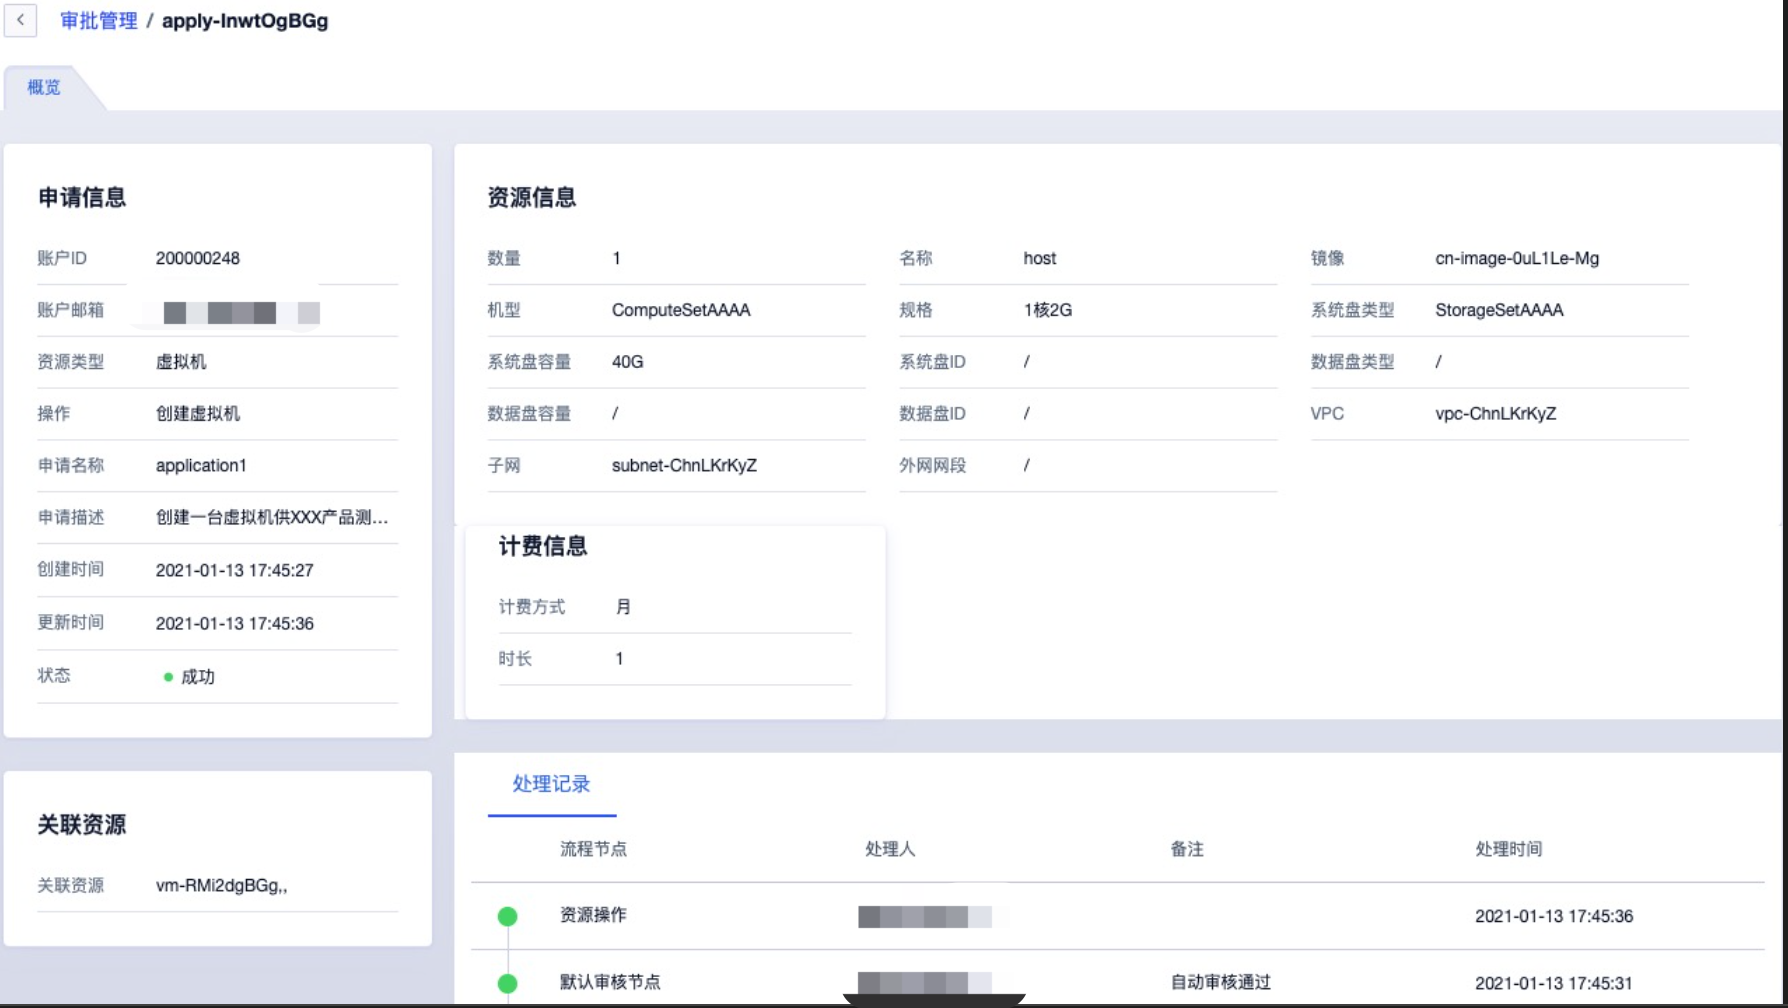 审批管理 / apply-InwtOgBGg
概览
申请信息
账户ID 200000248
账户邮箱
资源类型 虚拟机
操作 创建虚拟机
申请名称 application1
申请描述 创建一台虚拟机供XXX产品测...
创建时间 2021-01-13 17:45:27
更新时间 2021-01-13 17:45:36
状态 成功
关联资源
关联资源 vm-RMi2dgBGg,,
资源信息
数量 1 名称 host 镜像 cn-image-0uL1Le-Mg
机型 ComputeSetAAAA 规格 1核2G 系统盘类型 StorageSetAAAA
系统盘容量 40G 系统盘ID / 数据盘类型 /
数据盘容量 / 数据盘ID / VPC vpc-ChnLKrKyZ
子网 subnet-ChnLKrKyZ 外网网段 /
计费信息
计费方式 月
时长 1
处理记录
流程节点 处理人 备注 处理时间
资源操作 2021-01-13 17:45:36
默认审核节点 自动审核通过 2021-01-13 17:45:31